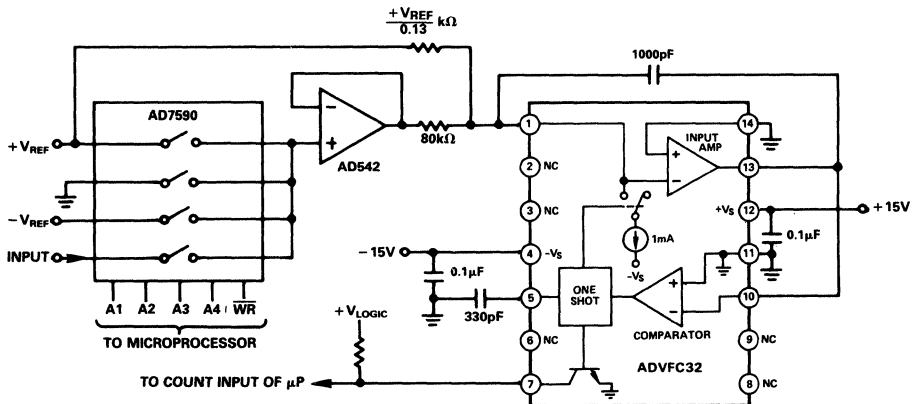 +VREF
0.13 kΩ
1000pF
AD7590
+VREF
−VREF
INPUT
A1 A2 A3 A4 WR
TO MICROPROCESSOR
AD542
80kΩ
−
+
1
2 NC
3 NC
−15V
4 −VS
0.1μF
5
330pF
6 NC
+VLOGIC
TO COUNT INPUT OF μP
7
14
INPUT
AMP
+
−
13
+VS 12
+15V
0.1μF
1mA
−VS
11
ONE
SHOT
+
−
COMPARATOR
10
NC 9
ADVFC32
NC 8